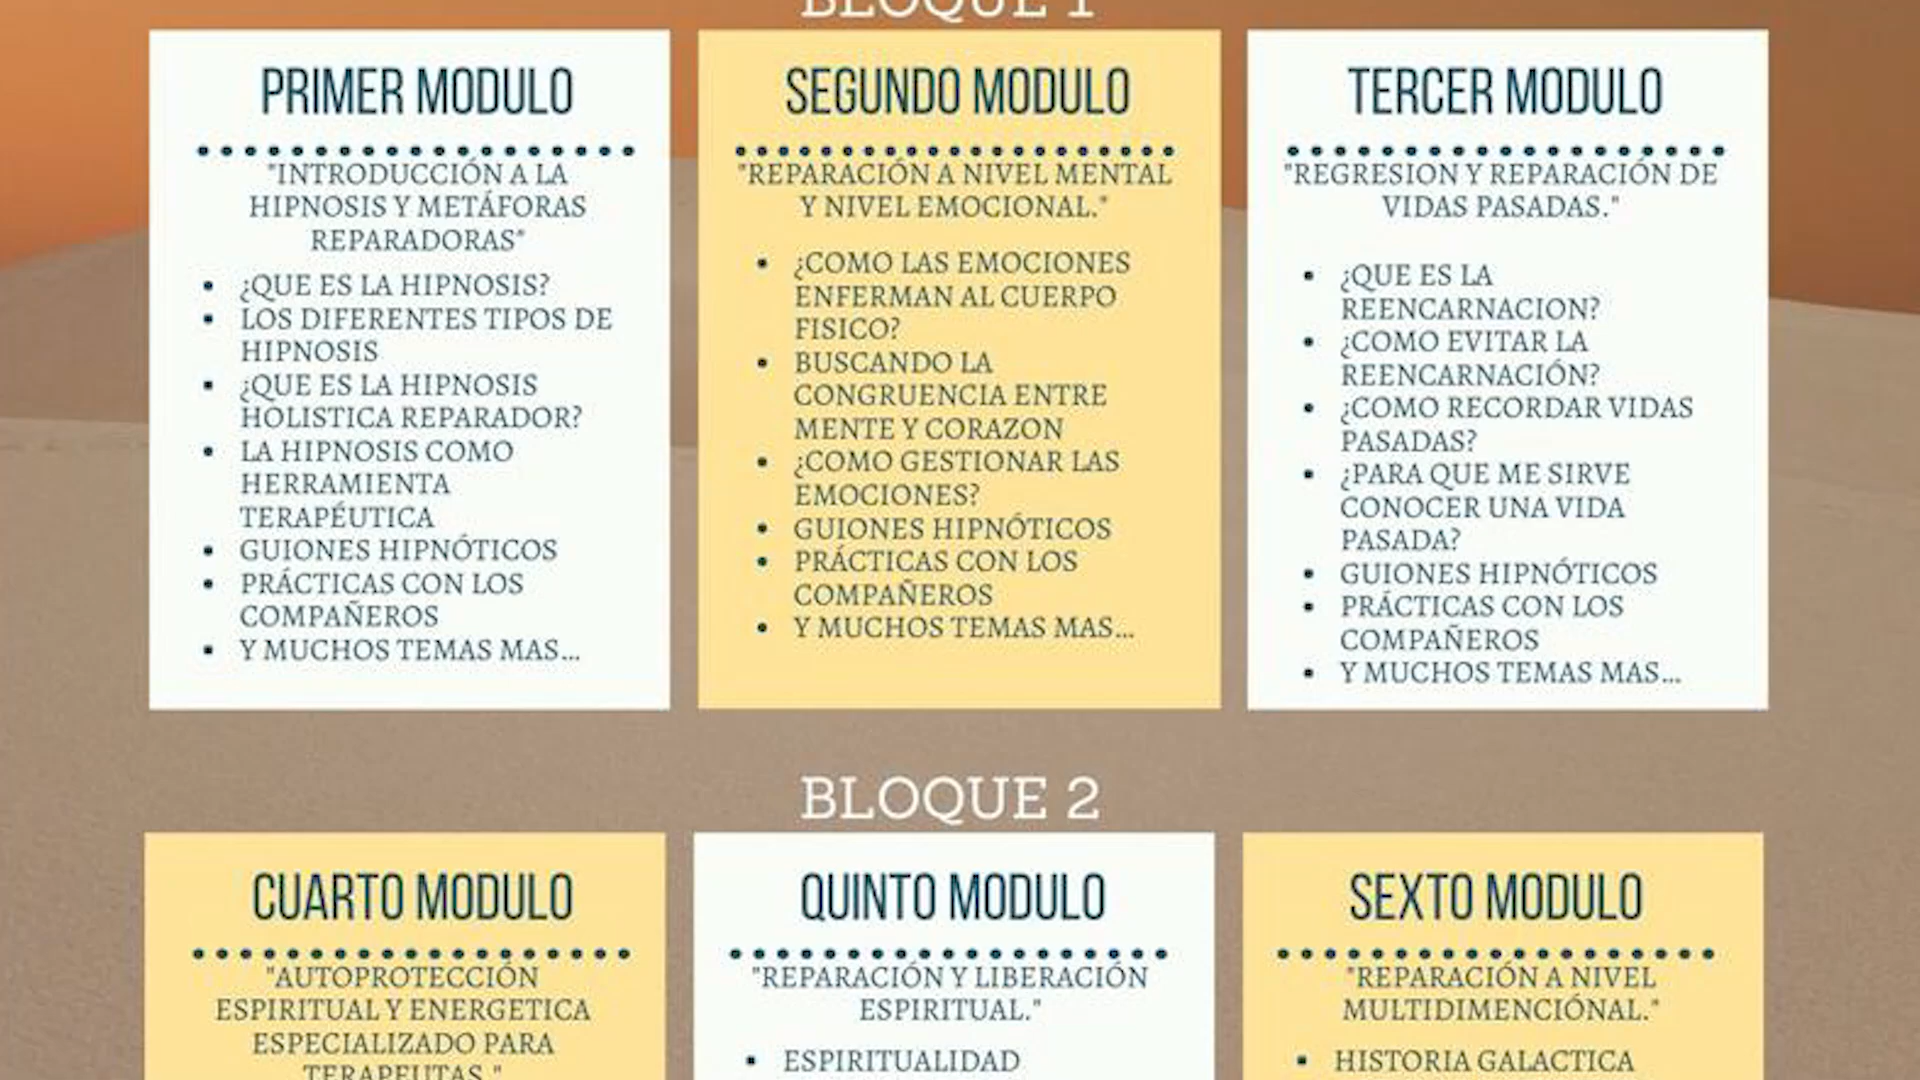 BLOQUE 1
PRIMER MODULO
"INTRODUCCIÓN A LA
HIPNOSIS Y METÁFORAS
REPARADORAS"
• ¿QUE ES LA HIPNOSIS?
• LOS DIFERENTES TIPOS DE
HIPNOSIS
• ¿QUE ES LA HIPNOSIS
HOLISTICA REPARADOR?
• LA HIPNOSIS COMO
HERRAMIENTA
TERAPÉUTICA
• GUIONES HIPNÓTICOS
• PRÁCTICAS CON LOS
COMPAÑEROS
• Y MUCHOS TEMAS MAS...
SEGUNDO MODULO
"REPARACIÓN A NIVEL MENTAL
Y NIVEL EMOCIONAL."
• ¿COMO LAS EMOCIONES
ENFERMAN AL CUERPO
FISICO?
• BUSCANDO LA
CONGRUENCIA ENTRE
MENTE Y CORAZON
• ¿COMO GESTIONAR LAS
EMOCIONES?
• GUIONES HIPNÓTICOS
• PRÁCTICAS CON LOS
COMPAÑEROS
• Y MUCHOS TEMAS MAS...
TERCER MODULO
"REGRESION Y REPARACIÓN DE
VIDAS PASADAS."
• ¿QUE ES LA
REENCARNACION?
• ¿COMO EVITAR LA
REENCARNACIÓN?
• ¿COMO RECORDAR VIDAS
PASADAS?
• ¿PARA QUE ME SIRVE
CONOCER UNA VIDA
PASADA?
• GUIONES HIPNÓTICOS
• PRÁCTICAS CON LOS
COMPAÑEROS
• Y MUCHOS TEMAS MAS...
BLOQUE 2
CUARTO MODULO
"AUTOPROTECCIÓN
ESPIRITUAL Y ENERGETICA
ESPECIALIZADO PARA
TERAPEUTAS."
QUINTO MODULO
"REPARACIÓN Y LIBERACIÓN
ESPIRITUAL."
• ESPIRITUALIDAD
SEXTO MODULO
"REPARACIÓN A NIVEL
MULTIDIMENCIÓNAL."
• HISTORIA GALACTICA